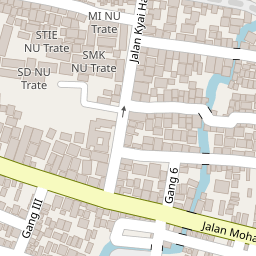 MI NU
Trate
STIE
NU Trate
SMK
NU Trate
SD NU
Trate
Jalan Kyai Ha
Gang 6
Gang III
Jalan Moha